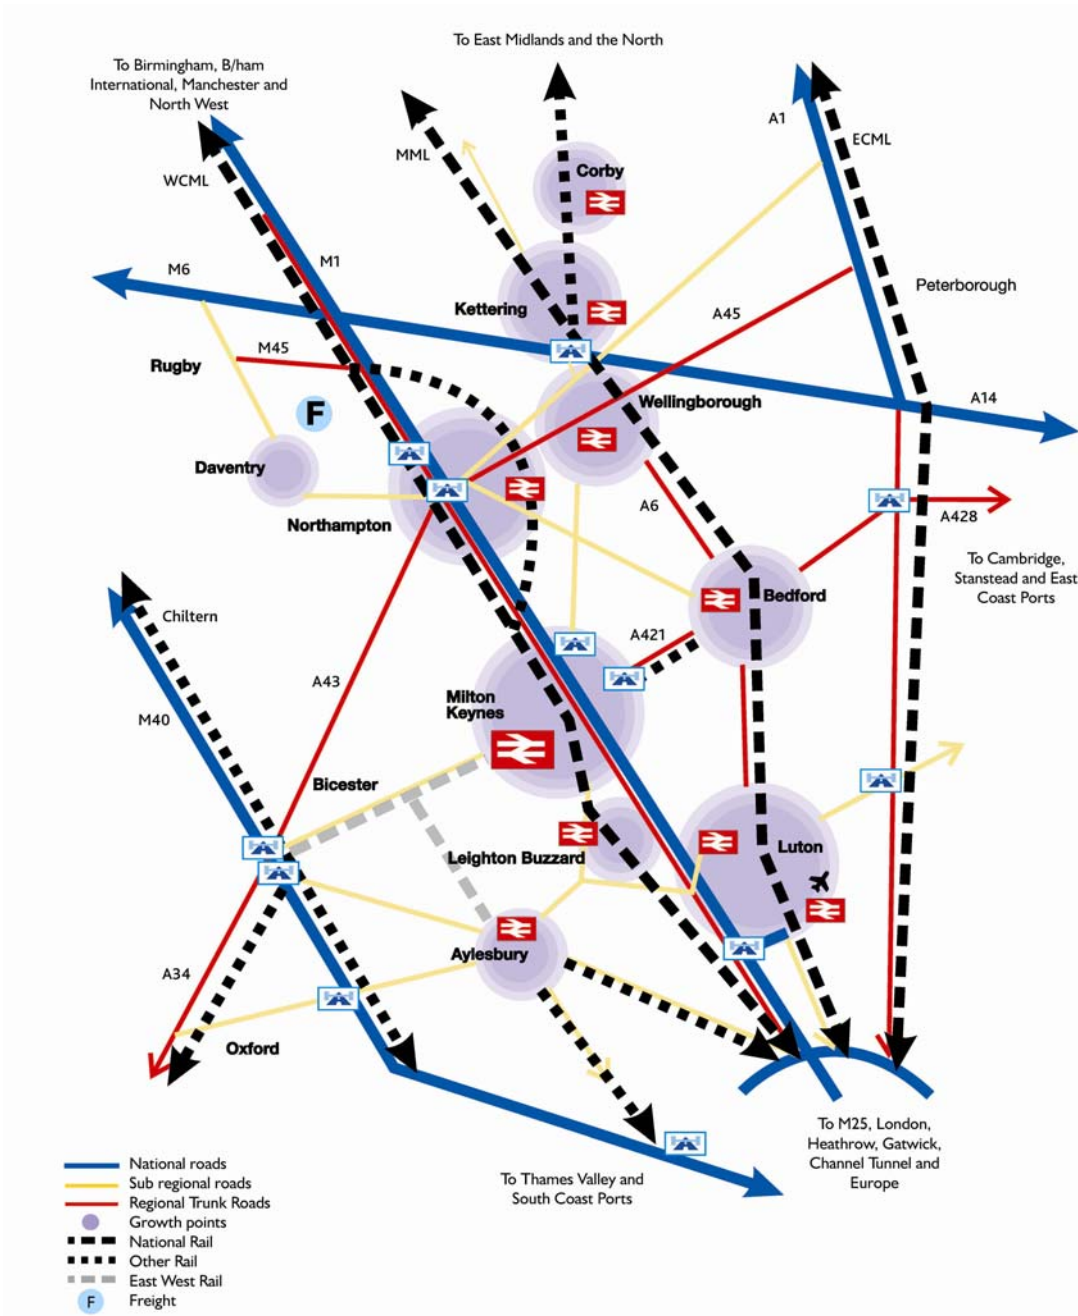 To East Midlands and the North
To Birmingham, B/ham
International, Manchester and
North West
A1
ECML
MML
Corby
WCML
M1
M6
Peterborough
Kettering
A45
M45
Rugby
F
Wellingborough
A14
Daventry
A6
Northampton
A428
To Cambridge,
Stanstead and East
Coast Ports
Bedford
Chiltern
A421
A43
Milton
Keynes
M40
Bicester
Luton
Leighton Buzzard
Aylesbury
A34
Oxford
To M25, London,
Heathrow, Gatwick,
Channel Tunnel and
Europe
To Thames Valley and
South Coast Ports
National roads
Sub regional roads
Regional Trunk Roads
Growth points
National Rail
Other Rail
East West Rail
F Freight